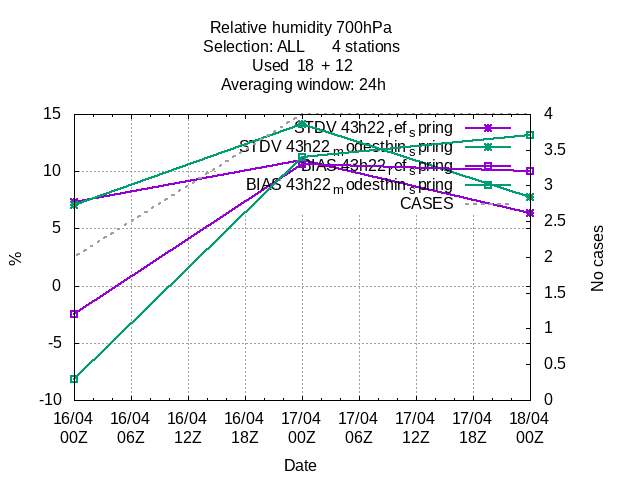 Relative humidity 700hPa
Selection: ALL      4 stations
Used  18  + 12
Averaging window: 24h
STDV 43h22_ref_spring
STDV 43h22_modesthin_spring
BIAS 43h22_ref_spring
BIAS 43h22_modesthin_spring
CASES
15
10
5
0
-5
-10
%
4
3.5
3
2.5
2
1.5
1
0.5
0
No cases
16/04 16/04 16/04 16/04 17/04 17/04 17/04 17/04 18/04
00Z 06Z 12Z 18Z 00Z 06Z 12Z 18Z 00Z
Date